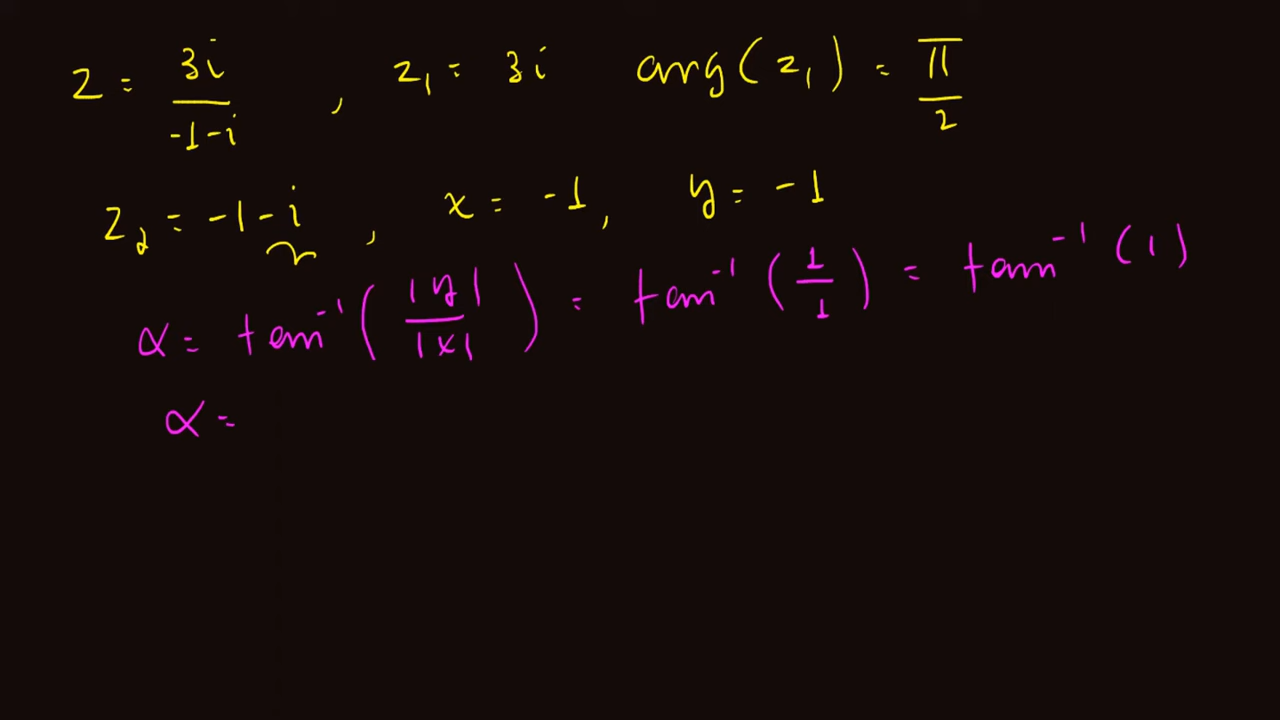 z = 3i / -1-i , z₁ = 3i arg(z₁) = π/2
z₂ = -1-i , x = -1, y = -1
α = tan⁻¹(|y|/|x|) = tan⁻¹(1/1) = tan⁻¹(1)
α =